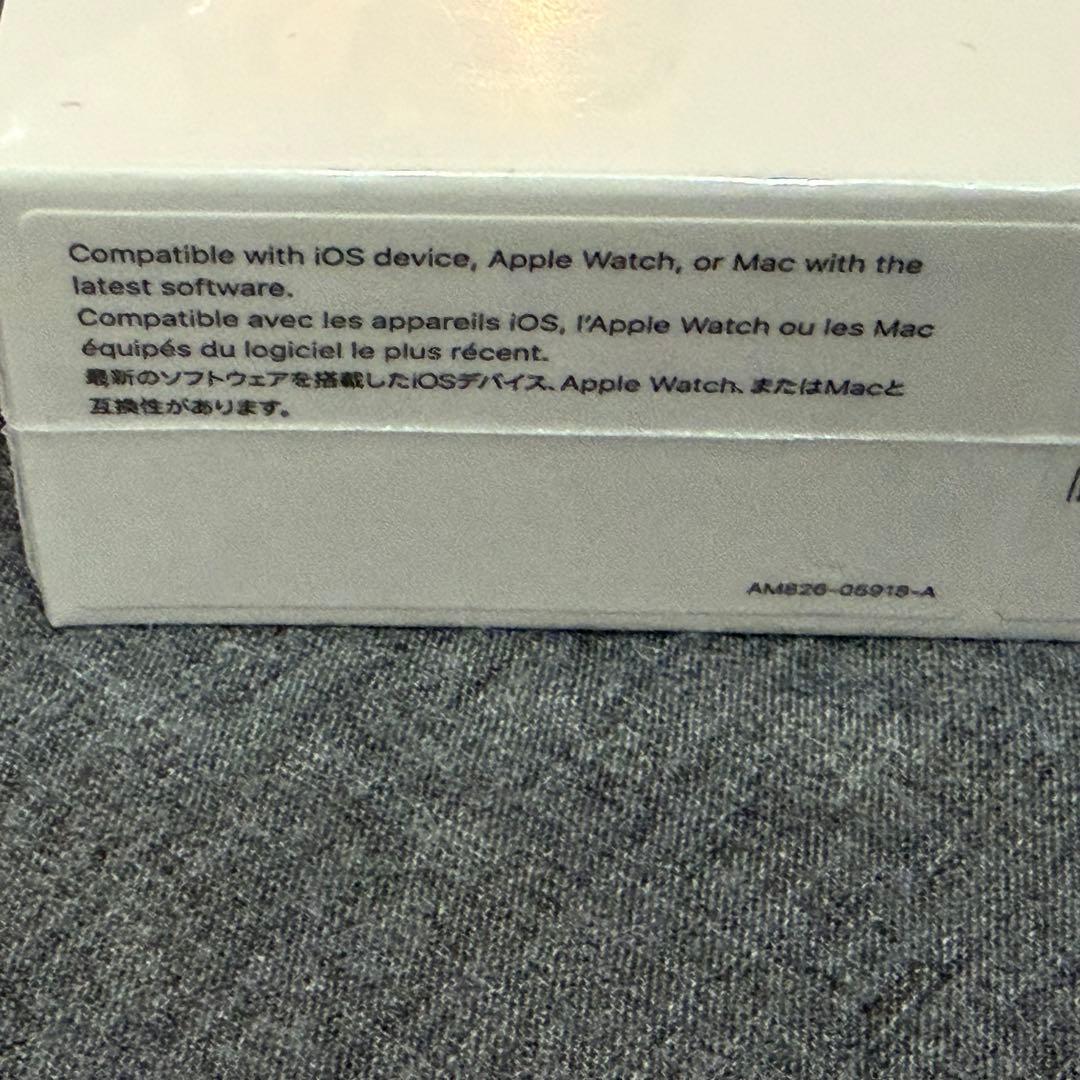 Compatible with iOS device, Apple Watch, or Mac with the
latest software.
Compatible avec les appareils iOS, l'Apple Watch ou les Mac
équipés du logiciel le plus récent.
最新のソフトウェアを搭載したiOSデバイス、Apple Watch、またはMacと
互換性があります。
AM826-06918-A